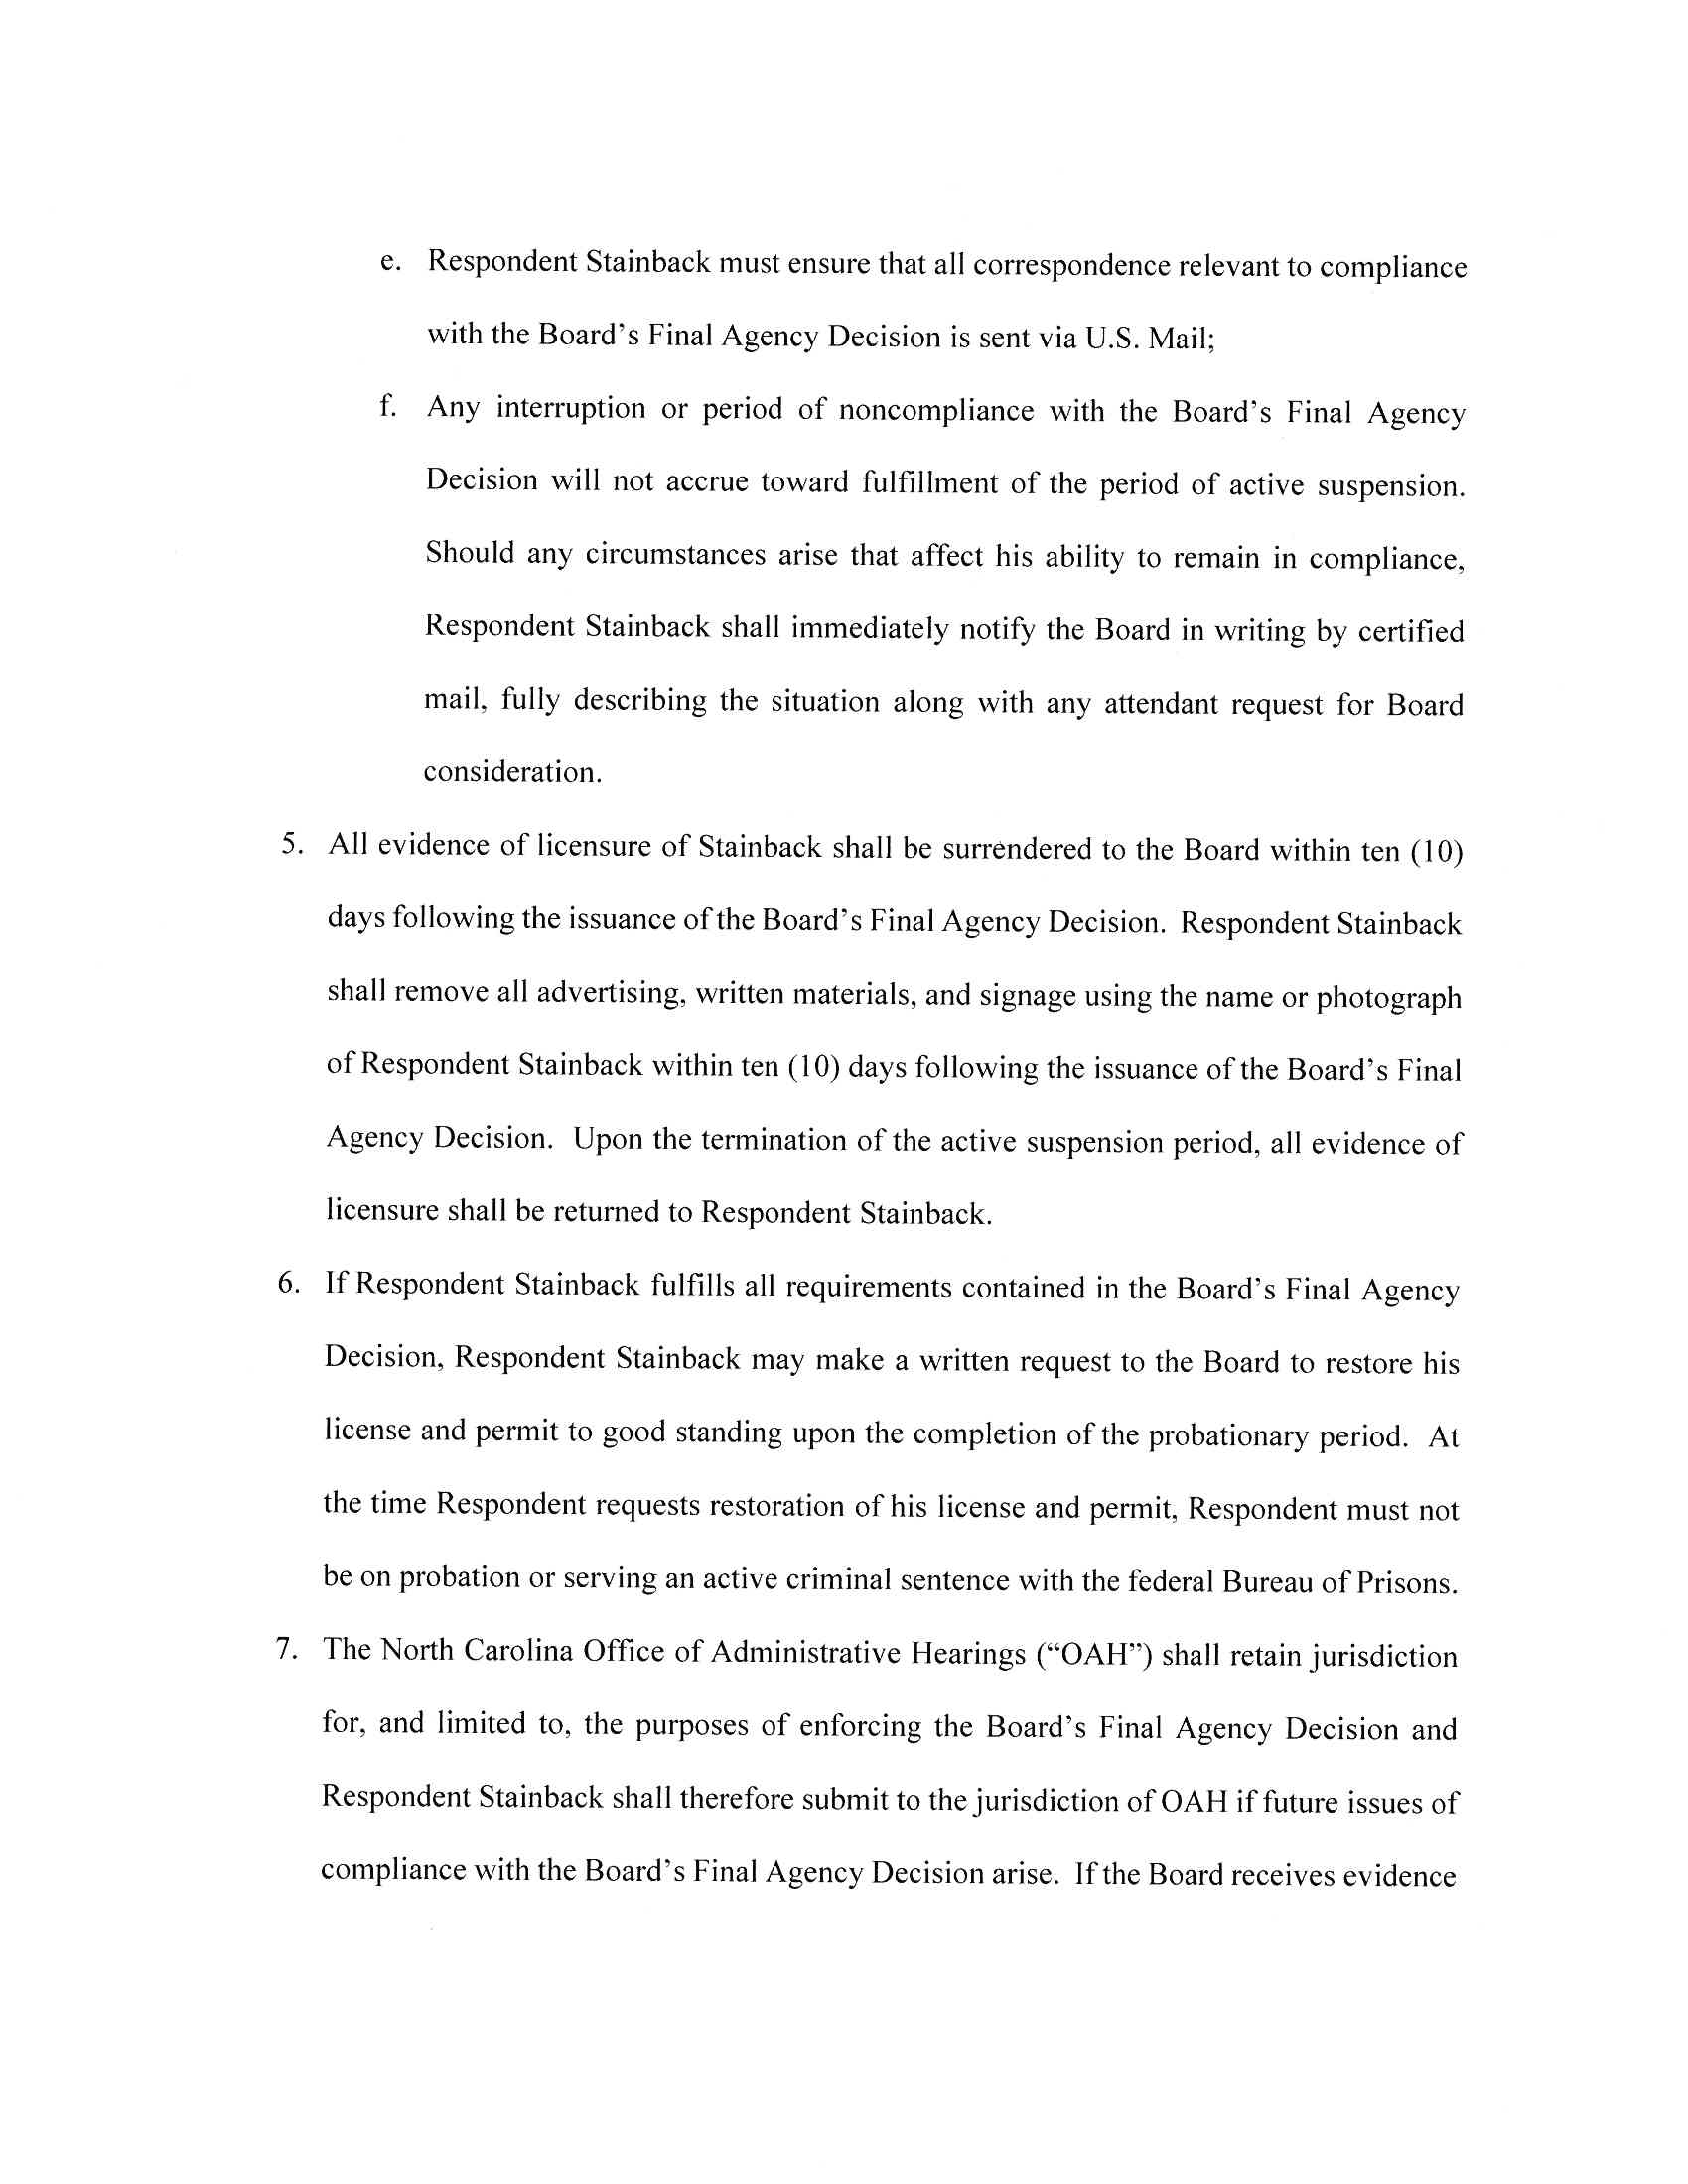 e. Respondent Stainback must ensure that all correspondence relevant to compliance
with the Board's Final Agency Decision is sent via U.S. Mail;
f. Any interruption or period of noncompliance with the Board's Final Agency
Decision will not accrue toward fulfillment of the period of active suspension.
Should any circumstances arise that affect his ability to remain in compliance,
Respondent Stainback shall immediately notify the Board in writing by certified
mail, fully describing the situation along with any attendant request for Board
consideration.
5. All evidence of licensure of Stainback shall be surrendered to the Board within ten (10)
days following the issuance of the Board's Final Agency Decision. Respondent Stainback
shall remove all advertising, written materials, and signage using the name or photograph
of Respondent Stainback within ten (10) days following the issuance of the Board's Final
Agency Decision. Upon the termination of the active suspension period, all evidence of
licensure shall be returned to Respondent Stainback.
6. If Respondent Stainback fulfills all requirements contained in the Board's Final Agency
Decision, Respondent Stainback may make a written request to the Board to restore his
license and permit to good standing upon the completion of the probationary period. At
the time Respondent requests restoration of his license and permit, Respondent must not
be on probation or serving an active criminal sentence with the federal Bureau of Prisons.
7. The North Carolina Office of Administrative Hearings ("OAH") shall retain jurisdiction
for, and limited to, the purposes of enforcing the Board's Final Agency Decision and
Respondent Stainback shall therefore submit to the jurisdiction of OAH if future issues of
compliance with the Board's Final Agency Decision arise. If the Board receives evidence